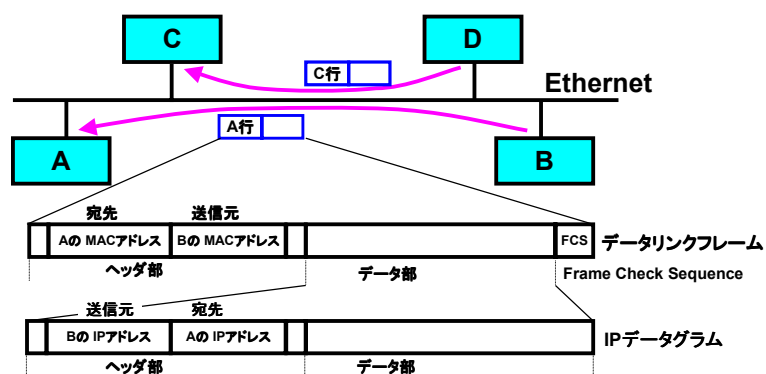 C
D
C行
Ethernet
A行
A
B
宛先 送信元
Aの MACアドレス Bの MACアドレス FCS データリンクフレーム
ヘッダ部 データ部 Frame Check Sequence
送信元 宛先
Bの IPアドレス Aの IPアドレス IPデータグラム
ヘッダ部 データ部